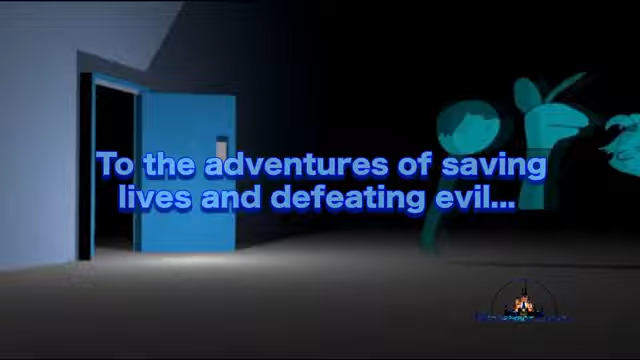 To the adventures of saving
lives and defeating evil...